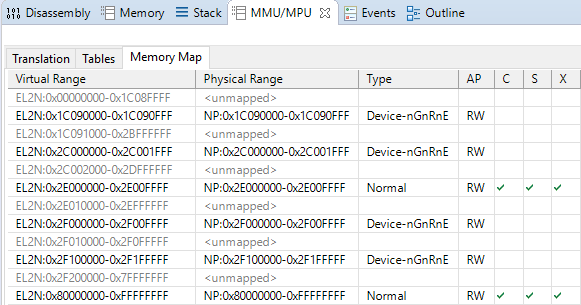 Disassembly Memory Stack MMU/MPU Events Outline
Translation Tables Memory Map
Virtual Range Physical Range Type AP C S X
EL2N:0x00000000-0x1C08FFFF <unmapped>
EL2N:0x1C090000-0x1C090FFF NP:0x1C090000-0x1C090FFF Device-nGnRnE RW
EL2N:0x1C091000-0x2BFFFFFF <unmapped>
EL2N:0x2C000000-0x2C001FFF NP:0x2C000000-0x2C001FFF Device-nGnRnE RW
EL2N:0x2C002000-0x2DFFFFFF <unmapped>
EL2N:0x2E000000-0x2E00FFFF NP:0x2E000000-0x2E00FFFF Normal RW ✓ ✓ ✓
EL2N:0x2E010000-0x2EFFFFFF <unmapped>
EL2N:0x2F000000-0x2F00FFFF NP:0x2F000000-0x2F00FFFF Device-nGnRnE RW
EL2N:0x2F010000-0x2F0FFFFF <unmapped>
EL2N:0x2F100000-0x2F1FFFFF NP:0x2F100000-0x2F1FFFFF Device-nGnRnE RW
EL2N:0x2F200000-0x7FFFFFFF <unmapped>
EL2N:0x80000000-0xFFFFFFFF NP:0x80000000-0xFFFFFFFF Normal RW ✓ ✓ ✓